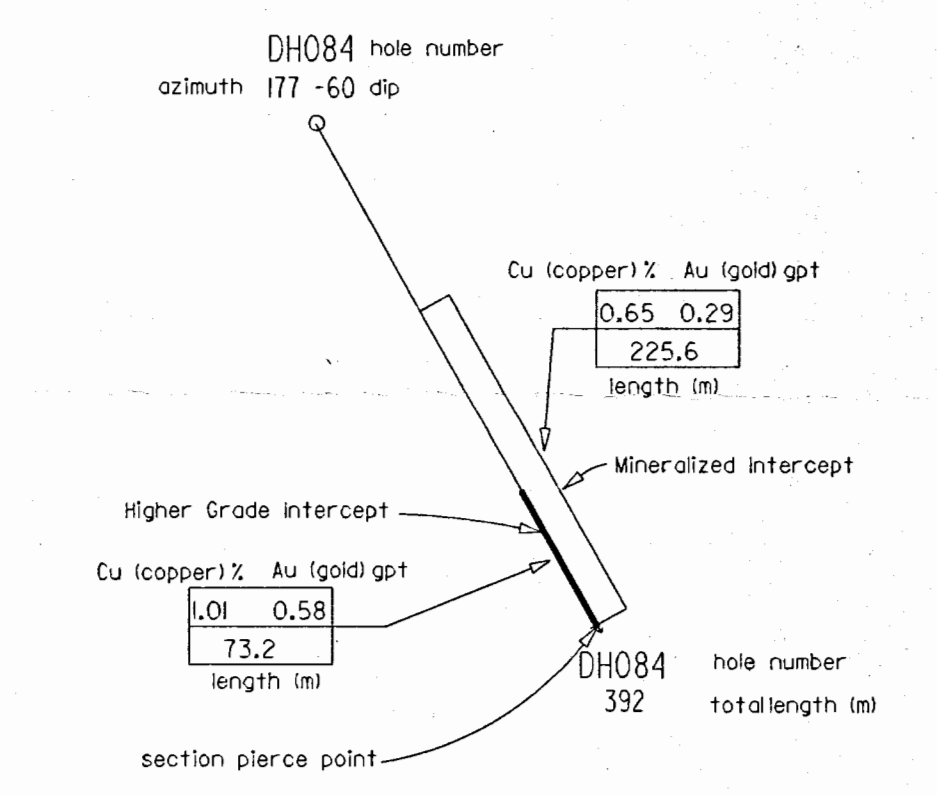 DH084 hole number
azimuth 177 -60 dip
Cu (copper) % Au (gold) gpt
0.65 0.29
225.6
length (m)
Mineralized Intercept
Higher Grade Intercept
Cu (copper) % Au (gold) gpt
1.01 0.58
73.2
length (m)
DH084 hole number
392 total length (m)
section pierce point